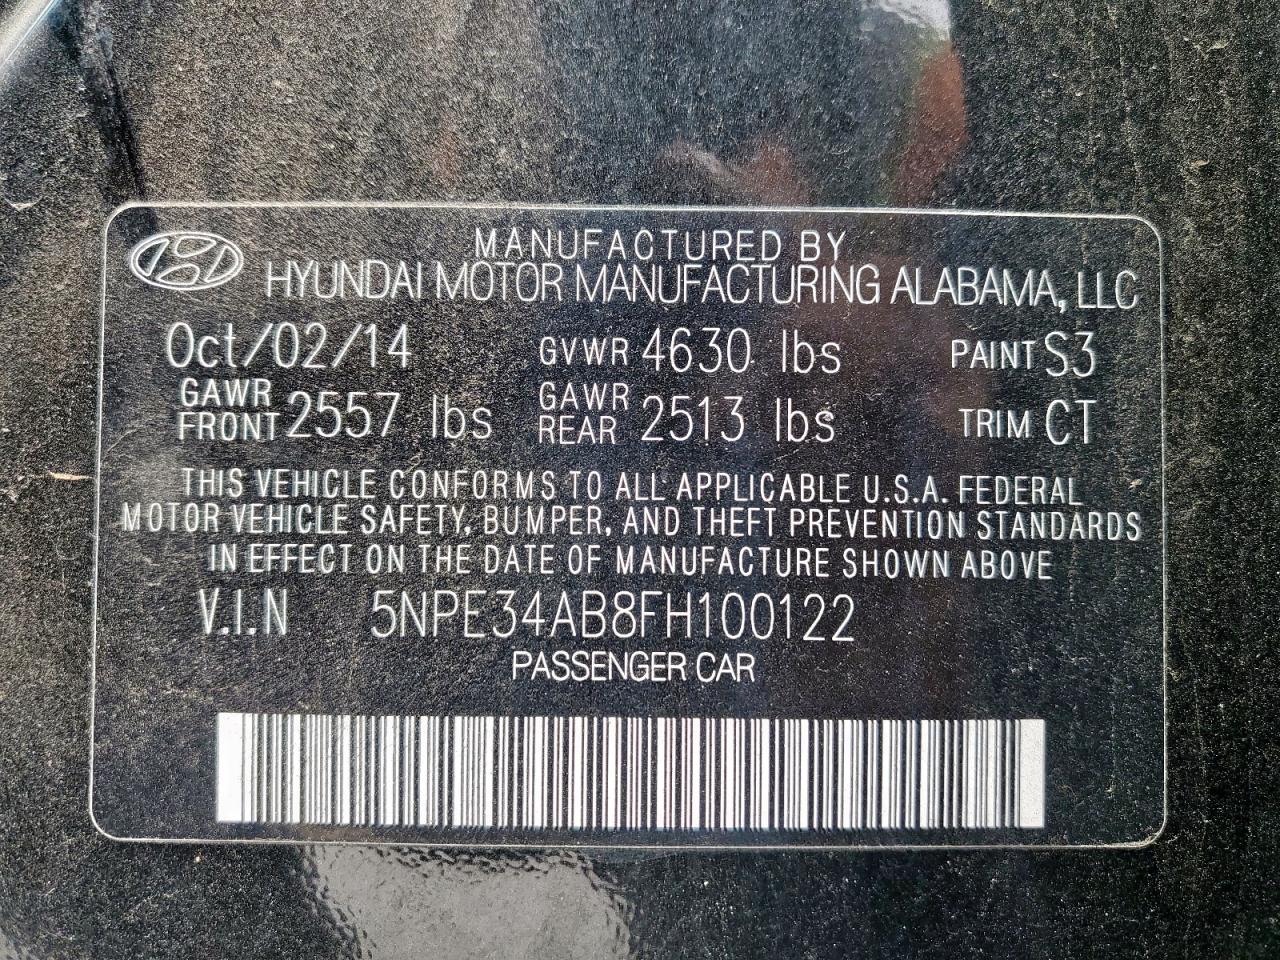 MANUFACTURED BY
HYUNDAI MOTOR MANUFACTURING ALABAMA, LLC
Oct/02/14 GVWR 4630 lbs PAINT S3
GAWR FRONT 2557 lbs GAWR REAR 2513 lbs TRIM CT
THIS VEHICLE CONFORMS TO ALL APPLICABLE U.S.A. FEDERAL
MOTOR VEHICLE SAFETY, BUMPER, AND THEFT PREVENTION STANDARDS
IN EFFECT ON THE DATE OF MANUFACTURE SHOWN ABOVE
V.I.N 5NPE34AB8FH100122
PASSENGER CAR